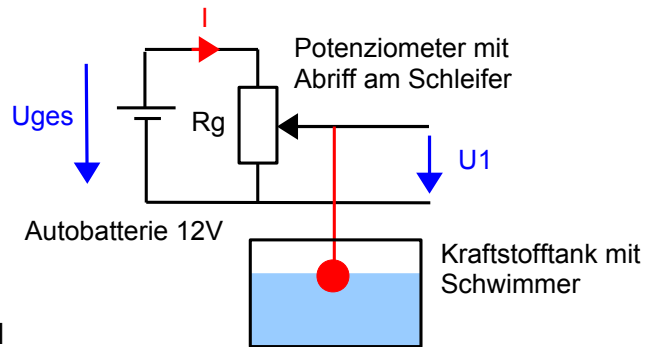 I
Potenziometer mit
Abriff am Schleifer
Uges
Rg
U1
Autobatterie 12V
Kraftstofftank mit
Schwimmer